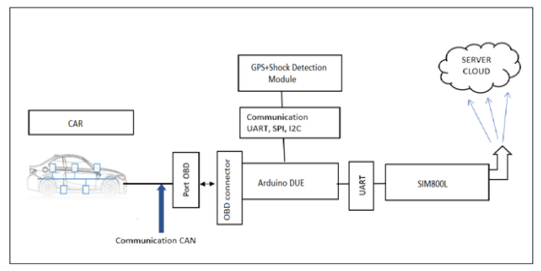 GPS+Shock Detection
Module
SERVER
CLOUD
CAR
Communication
UART, SPI, I2C
Port OBD
OBD connector
Arduino DUE
UART
SIM800L
Communication CAN